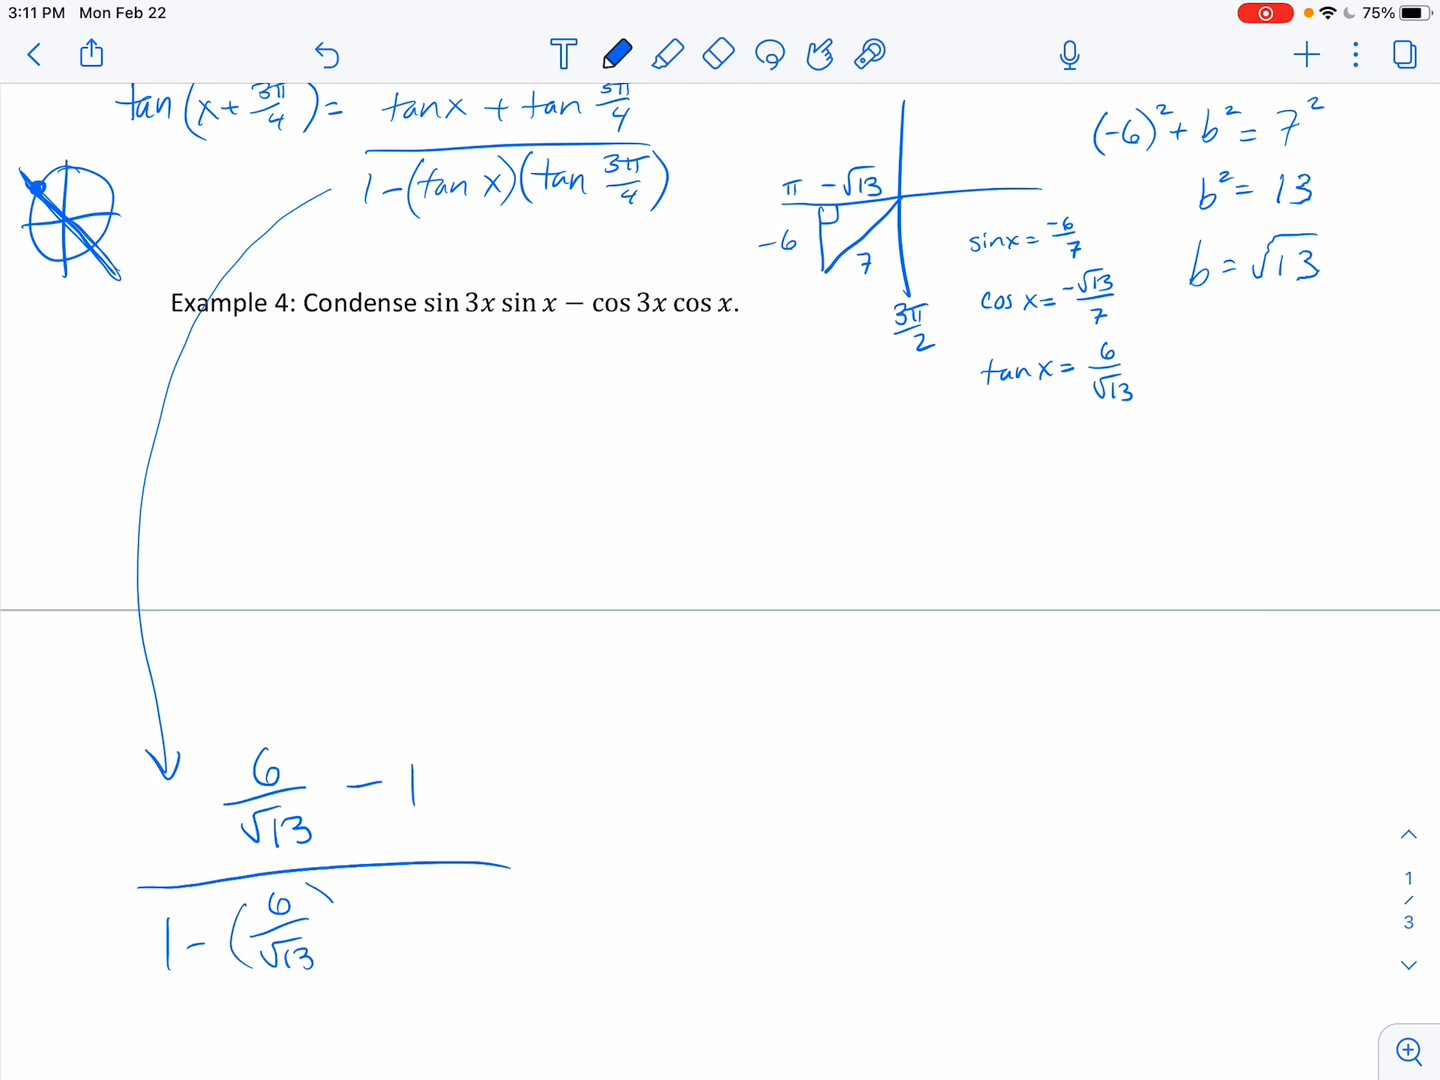 3:11 PM Mon Feb 22
75%
tan(x + 3π/4) = tan x + tan 3π/4
1 - (tan x)(tan 3π/4)
(-6)² + b² = 7²
b² = 13
b = √13
π -√13
-6
7
3π/2
sin x = -6/7
cos x = -√13/7
tan x = 6/√13
Example 4: Condense sin 3x sin x − cos 3x cos x.
6/√13 - 1
1 - (6/√13)
1
/
3